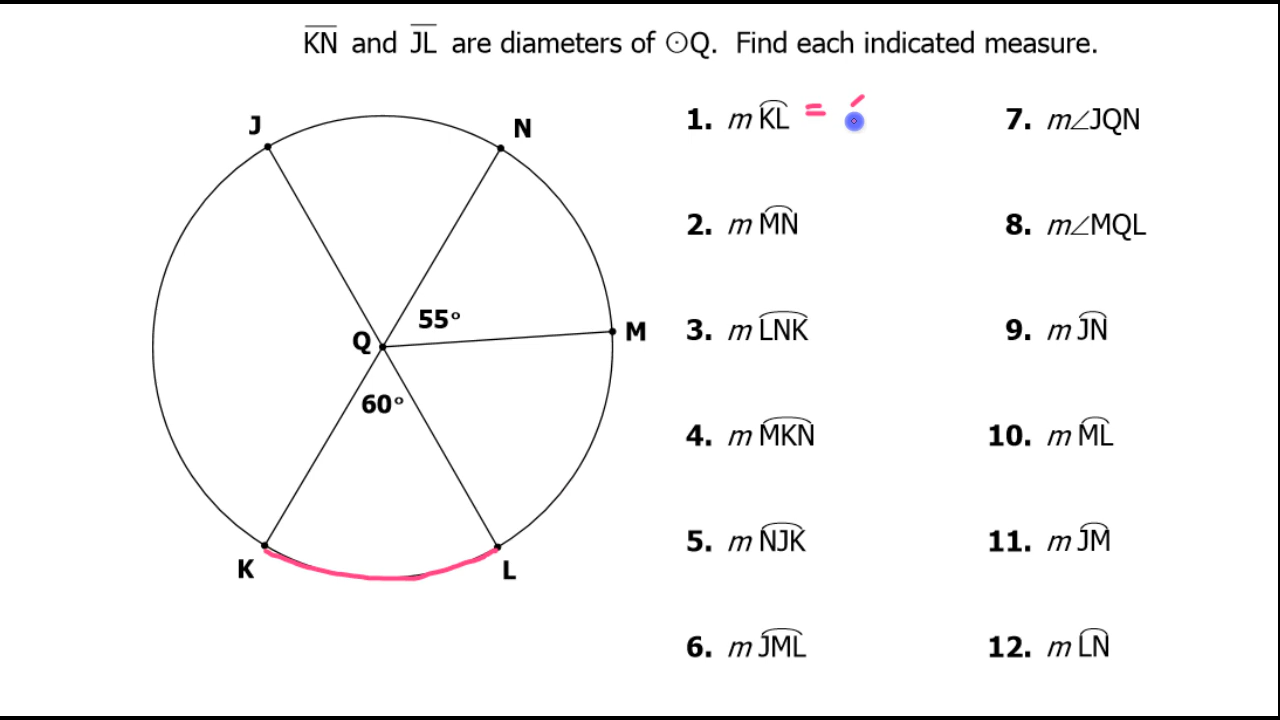 KN and JL are diameters of ⊙Q. Find each indicated measure.
J
N
55°
Q
M
60°
K
L
1. m KL =
2. m MN
3. m LNK
4. m MKN
5. m NJK
6. m JML
7. m∠JQN
8. m∠MQL
9. m JN
10. m ML
11. m JM
12. m LN